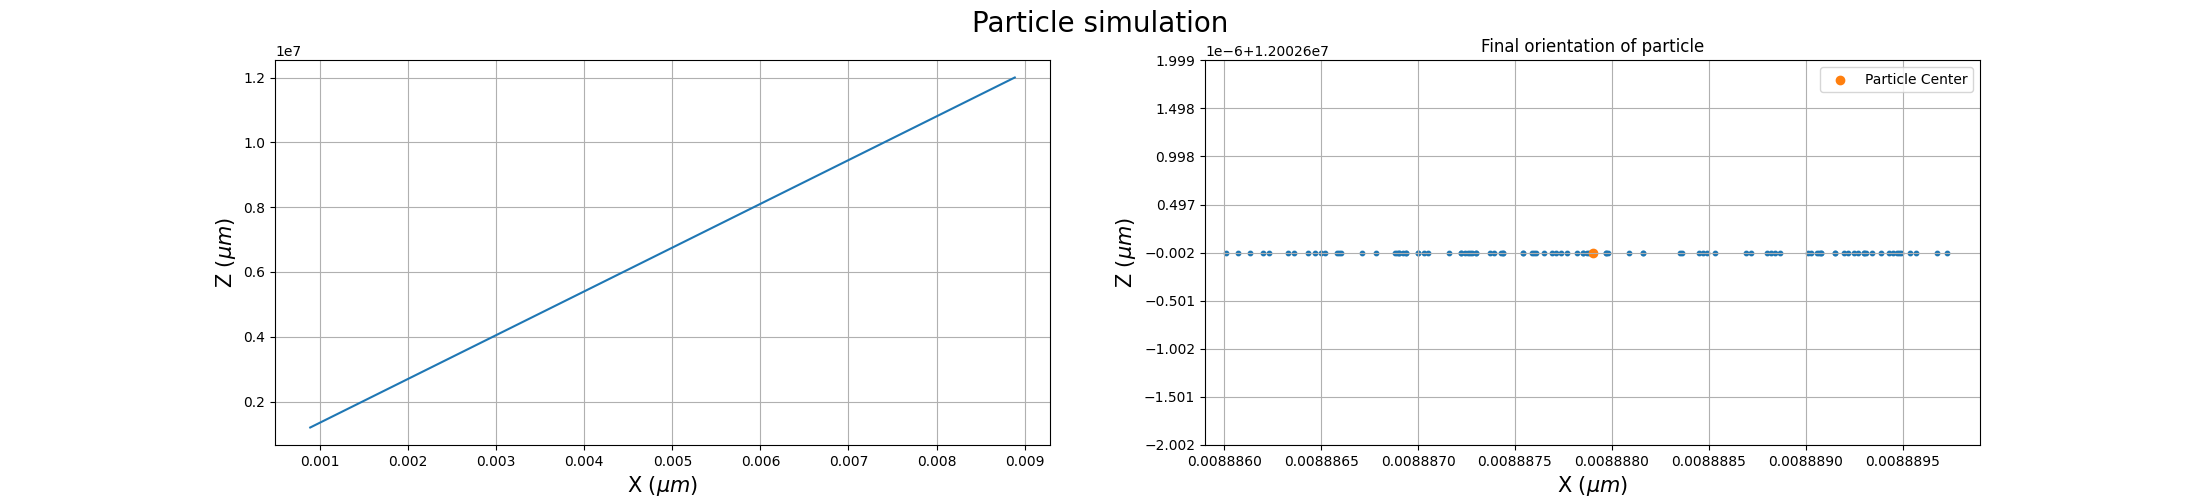 Particle simulation
1e7
1.2
1.0
0.8
0.6
0.4
0.2
Z (μm)
0.001 0.002 0.003 0.004 0.005 0.006 0.007 0.008 0.009
X (μm)
Final orientation of particle
1e−6+1.20026e7
Particle Center
1.999
1.498
0.998
0.497
−0.002
−0.501
−1.002
−1.501
−2.002
Z (μm)
0.0088860 0.0088865 0.0088870 0.0088875 0.0088880 0.0088885 0.0088890 0.0088895
X (μm)